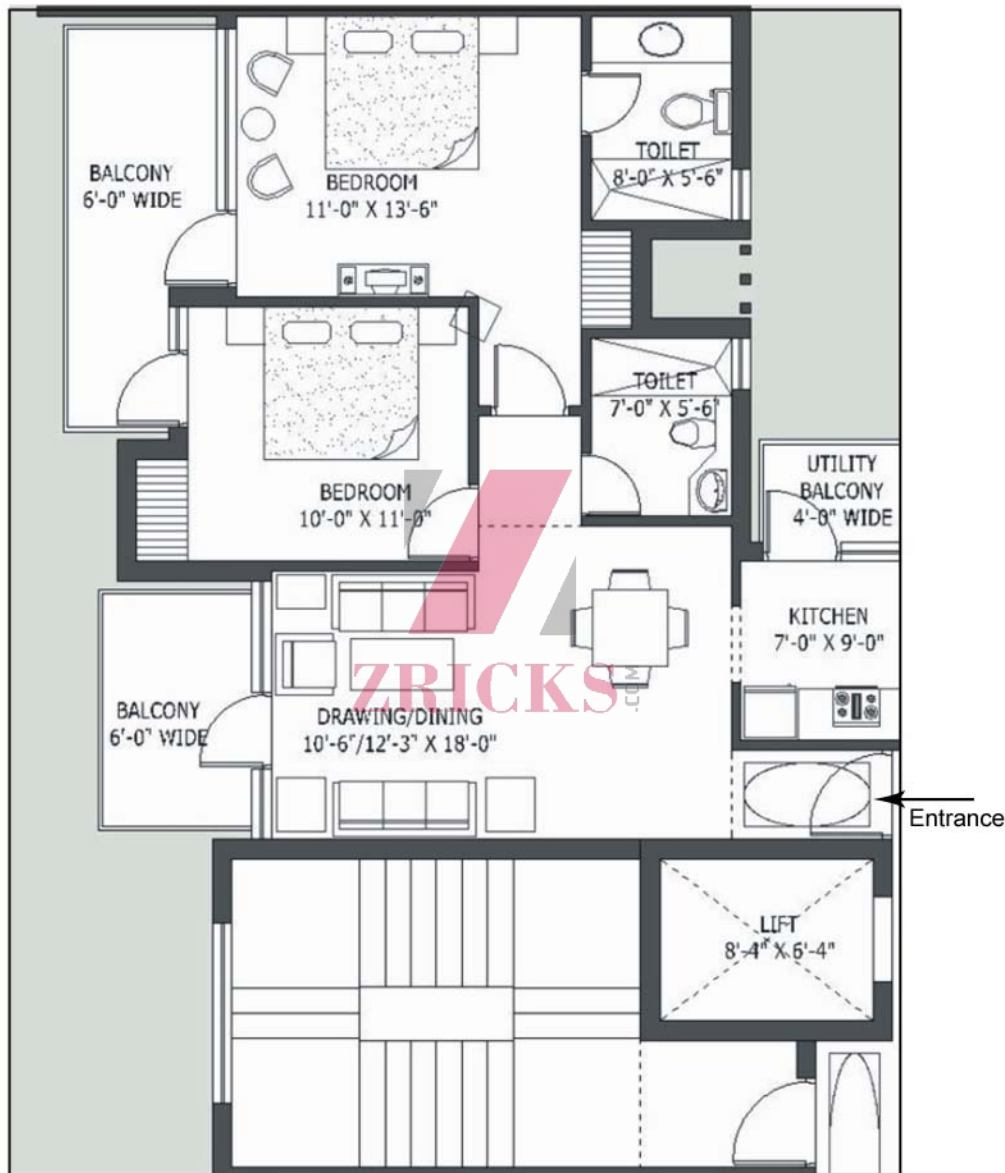 BALCONY
6'-0" WIDE
BEDROOM
11'-0" X 13'-6"
TOILET
8'-0" X 5'-6"
TOILET
7'-0" X 5'-6"
BEDROOM
10'-0" X 11'-0"
UTILITY
BALCONY
4'-0" WIDE
KITCHEN
7'-0" X 9'-0"
ZRICKS.COM
BALCONY
6'-0" WIDE
DRAWING/DINING
10'-6"/12'-3" X 18'-0"
Entrance
LIFT
8'-4" X 6'-4"